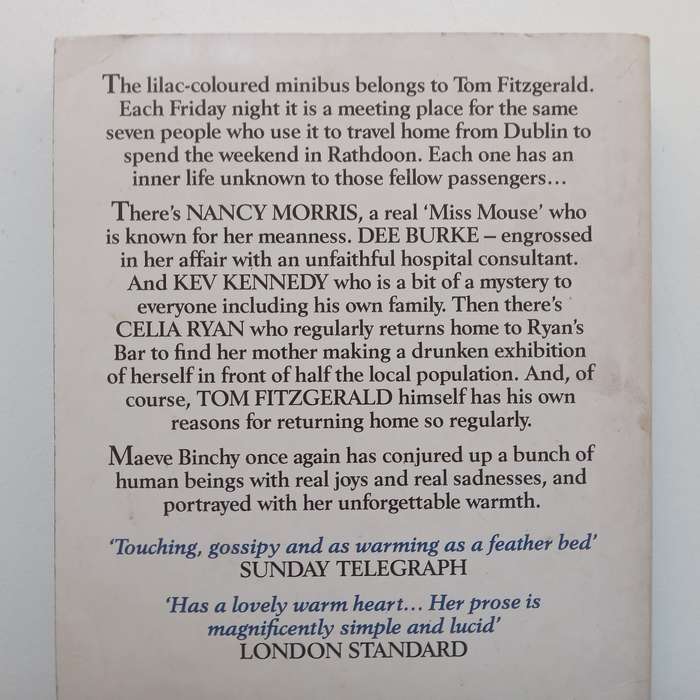 The lilac-coloured minibus belongs to Tom Fitzgerald.
Each Friday night it is a meeting place for the same
seven people who use it to travel home from Dublin to
spend the weekend in Rathdoon. Each one has an
inner life unknown to those fellow passengers...
There's NANCY MORRIS, a real ‘Miss Mouse’ who
is known for her meanness. DEE BURKE – engrossed
in her affair with an unfaithful hospital consultant.
And KEV KENNEDY who is a bit of a mystery to
everyone including his own family. Then there's
CELIA RYAN who regularly returns home to Ryan's
Bar to find her mother making a drunken exhibition
of herself in front of half the local population. And, of
course, TOM FITZGERALD himself has his own
reasons for returning home so regularly.
Maeve Binchy once again has conjured up a bunch of
human beings with real joys and real sadnesses, and
portrayed with her unforgettable warmth.
‘Touching, gossipy and as warming as a feather bed’
SUNDAY TELEGRAPH
‘Has a lovely warm heart... Her prose is
magnificently simple and lucid’
LONDON STANDARD